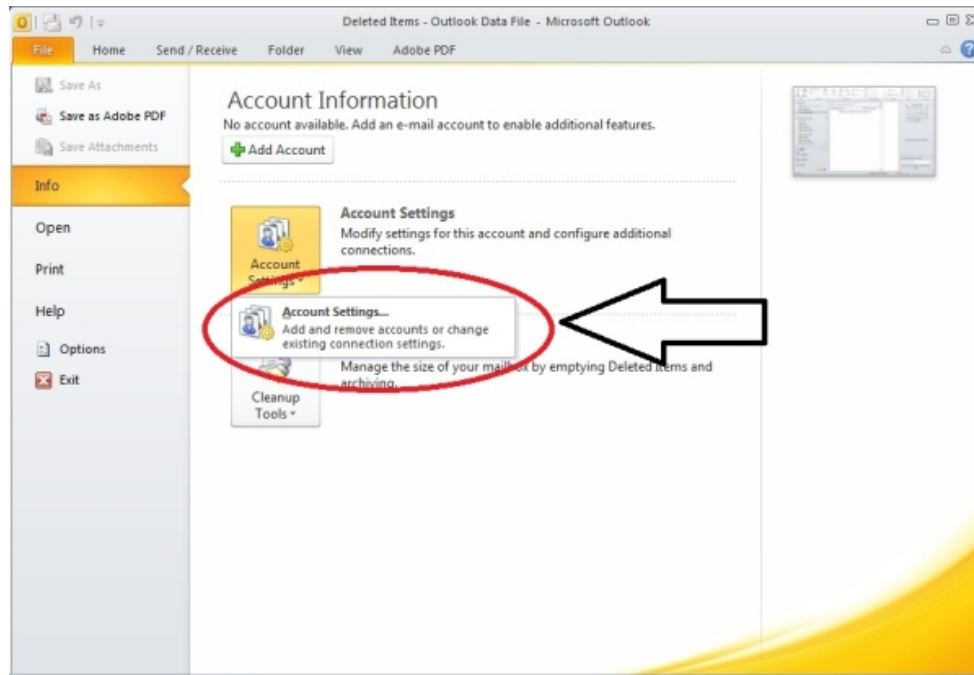 Deleted Items - Outlook Data File - Microsoft Outlook
File Home Send / Receive Folder View Adobe PDF
Save As
Save as Adobe PDF
Save Attachments
Info
Open
Print
Help
Options
Exit
Account Information
No account available. Add an e-mail account to enable additional features.
Add Account
Account Settings
Account Settings
Modify settings for this account and configure additional
connections.
Account Settings...
Add and remove accounts or change
existing connection settings.
Cleanup
Tools
Manage the size of your mailbox by emptying Deleted Items and
archiving.